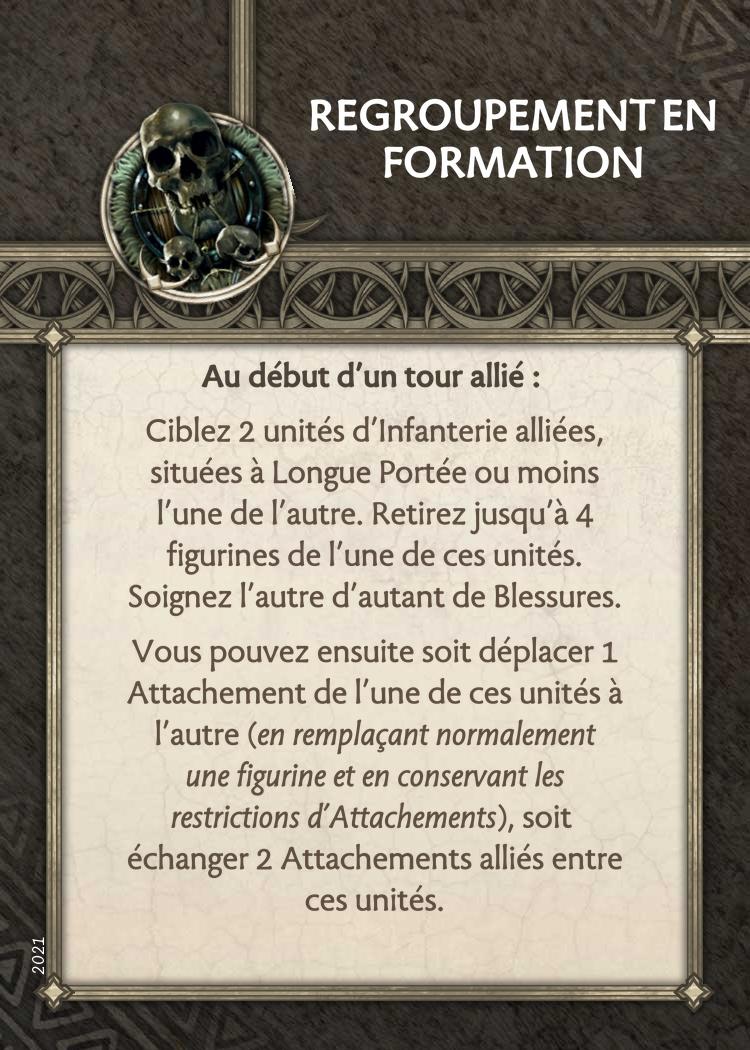 REGROUPEMENT EN
FORMATION
Au début d'un tour allié :
Ciblez 2 unités d'Infanterie alliées,
situées à Longue Portée ou moins
l'une de l'autre. Retirez jusqu'à 4
figurines de l'une de ces unités.
Soignez l'autre d'autant de Blessures.
Vous pouvez ensuite soit déplacer 1
Attachement de l'une de ces unités à
l'autre (en remplaçant normalement
une figurine et en conservant les
restrictions d'Attachements), soit
échanger 2 Attachements alliés entre
ces unités.
2021